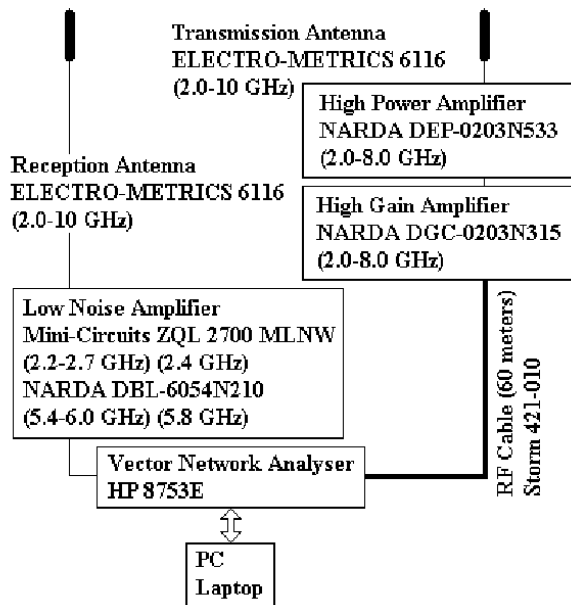 Transmission Antenna
ELECTRO-METRICS 6116
(2.0-10 GHz)
High Power Amplifier
NARDA DEP-0203N533
(2.0-8.0 GHz)
Reception Antenna
ELECTRO-METRICS 6116
(2.0-10 GHz)
High Gain Amplifier
NARDA DGC-0203N315
(2.0-8.0 GHz)
Low Noise Amplifier
Mini-Circuits ZQL 2700 MLNW
(2.2-2.7 GHz) (2.4 GHz)
NARDA DBL-6054N210
(5.4-6.0 GHz) (5.8 GHz)
RF Cable (60 meters)
Storm 421-010
Vector Network Analyser
HP 8753E
PC
Laptop